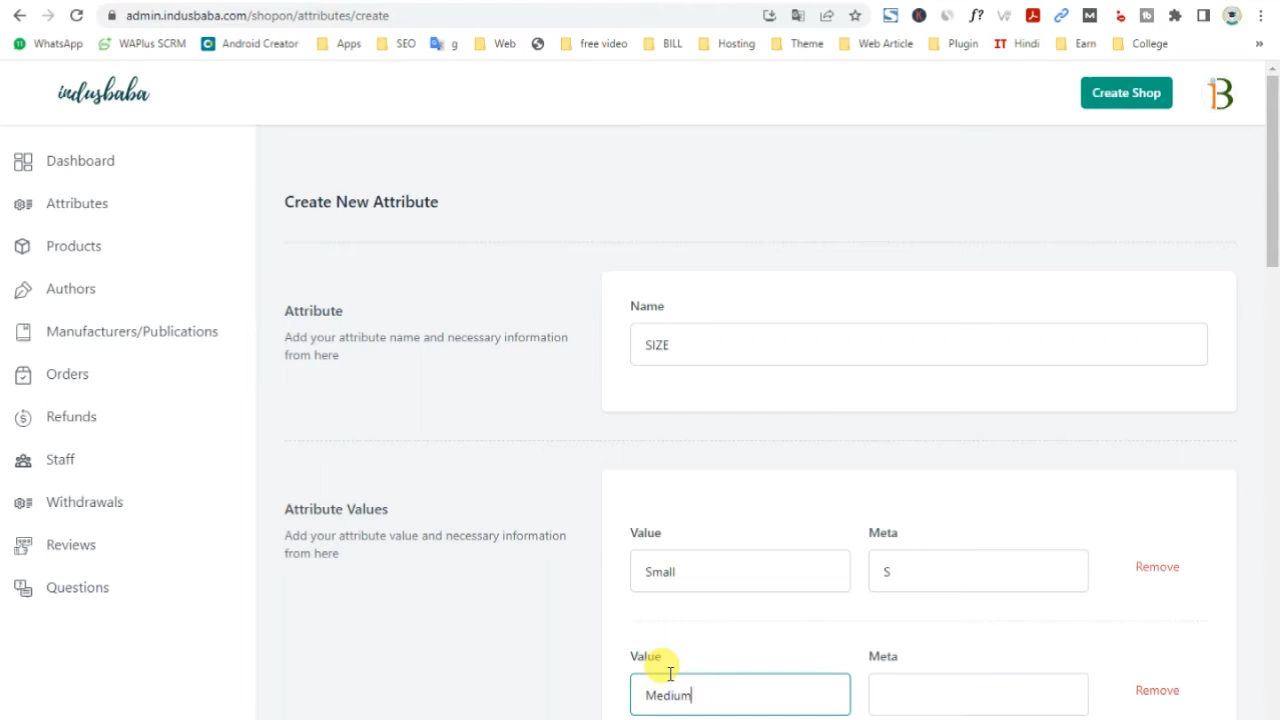 admin.indusbaba.com/shopon/attributes/create
WhatsApp WAPlus SCRM Android Creator Apps SEO g Web free video BILL Hosting Theme Web Article Plugin IT Hindi Earn College »
indusbaba
Create Shop
Dashboard
Attributes
Products
Authors
Manufacturers/Publications
Orders
Refunds
Staff
Withdrawals
Reviews
Questions
Create New Attribute
Attribute
Add your attribute name and necessary information
from here
Name
SIZE
Attribute Values
Add your attribute value and necessary information
from here
Value Meta
Small S Remove
Value Meta
Medium Remove